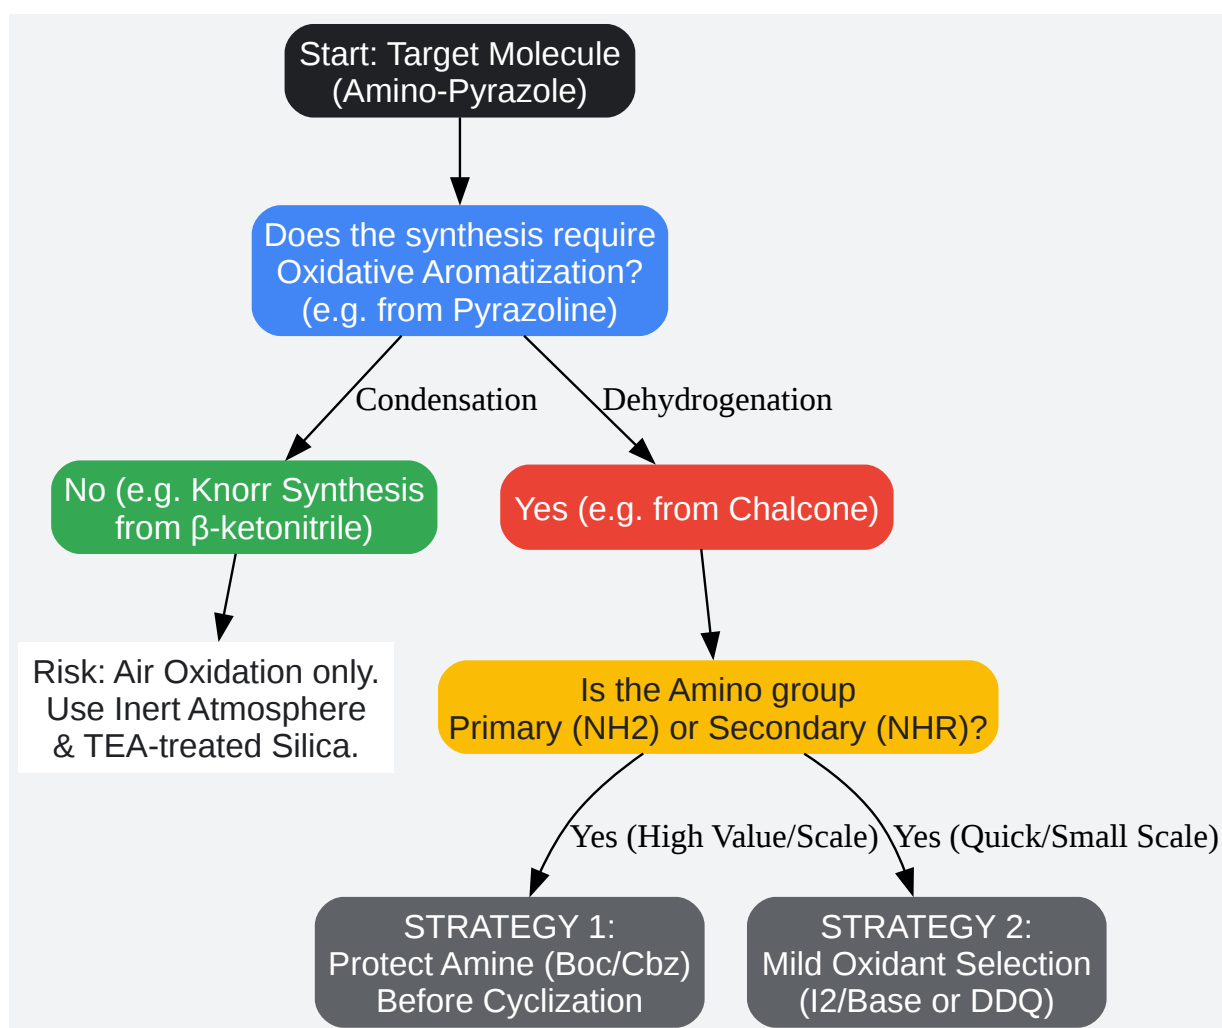 Start: Target Molecule
(Amino-Pyrazole)
Does the synthesis require
Oxidative Aromatization?
(e.g. from Pyrazoline)
Condensation
Dehydrogenation
No (e.g. Knorr Synthesis
from β-ketonitrile)
Yes (e.g. from Chalcone)
Risk: Air Oxidation only.
Use Inert Atmosphere
& TEA-treated Silica.
Is the Amino group
Primary (NH2) or Secondary (NHR)?
Yes (High Value/Scale)
Yes (Quick/Small Scale)
STRATEGY 1:
Protect Amine (Boc/Cbz)
Before Cyclization
STRATEGY 2:
Mild Oxidant Selection
(I2/Base or DDQ)